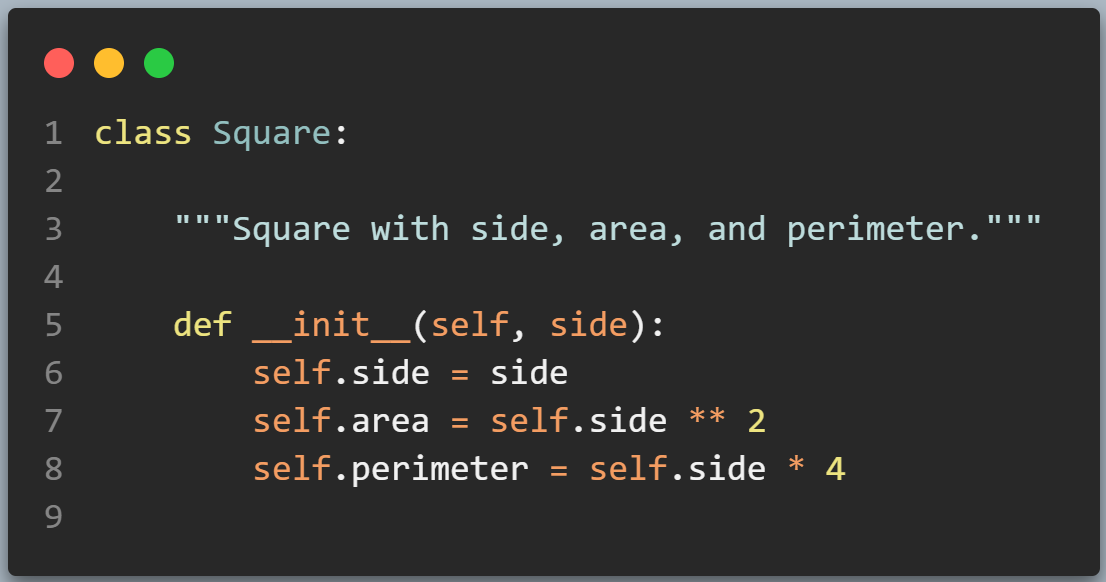 1 class Square:
2
3     """Square with side, area, and perimeter."""
4
5     def __init__(self, side):
6         self.side = side
7         self.area = self.side ** 2
8         self.perimeter = self.side * 4
9